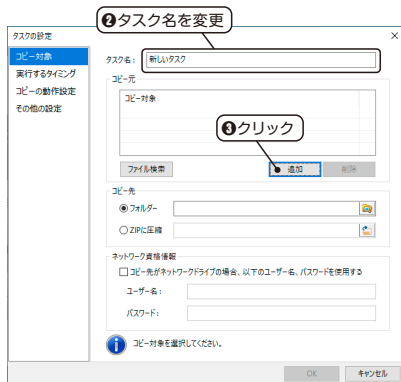 ❷タスク名を変更
タスクの設定
コピー対象
実行するタイミング
コピーの動作設定
その他の設定
タスク名： 新しいタスク
コピー元
コピー対象
❸クリック
ファイル検索 追加 削除
コピー先
フォルダー
ZIPに圧縮
ネットワーク資格情報
コピー先がネットワークドライブの場合、以下のユーザー名、パスワードを使用する
ユーザー名：
パスワード：
コピー対象を選択してください。
OK キャンセル